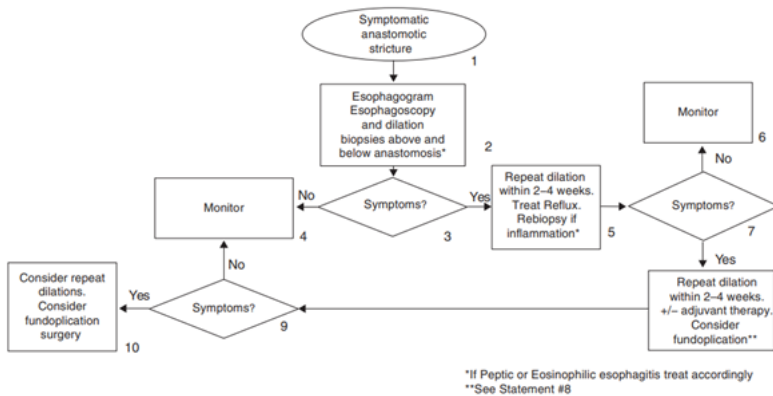 Symptomatic
anastomotic
stricture
1
Esophagogram
Esophagoscopy
and dilation
biopsies above and
below anastomosis*
2
Symptoms?
3
No
Yes
Monitor
4
Repeat dilation
within 2–4 weeks.
Treat Reflux.
Rebiopsy if
inflammation*
5
Monitor
6
No
Symptoms?
7
Yes
Repeat dilation
within 2–4 weeks.
+/– adjuvant therapy.
Consider
fundoplication**
Symptoms?
9
No
Yes
Consider repeat
dilations.
Consider
fundoplication
surgery
10
*If Peptic or Eosinophilic esophagitis treat accordingly
**See Statement #8